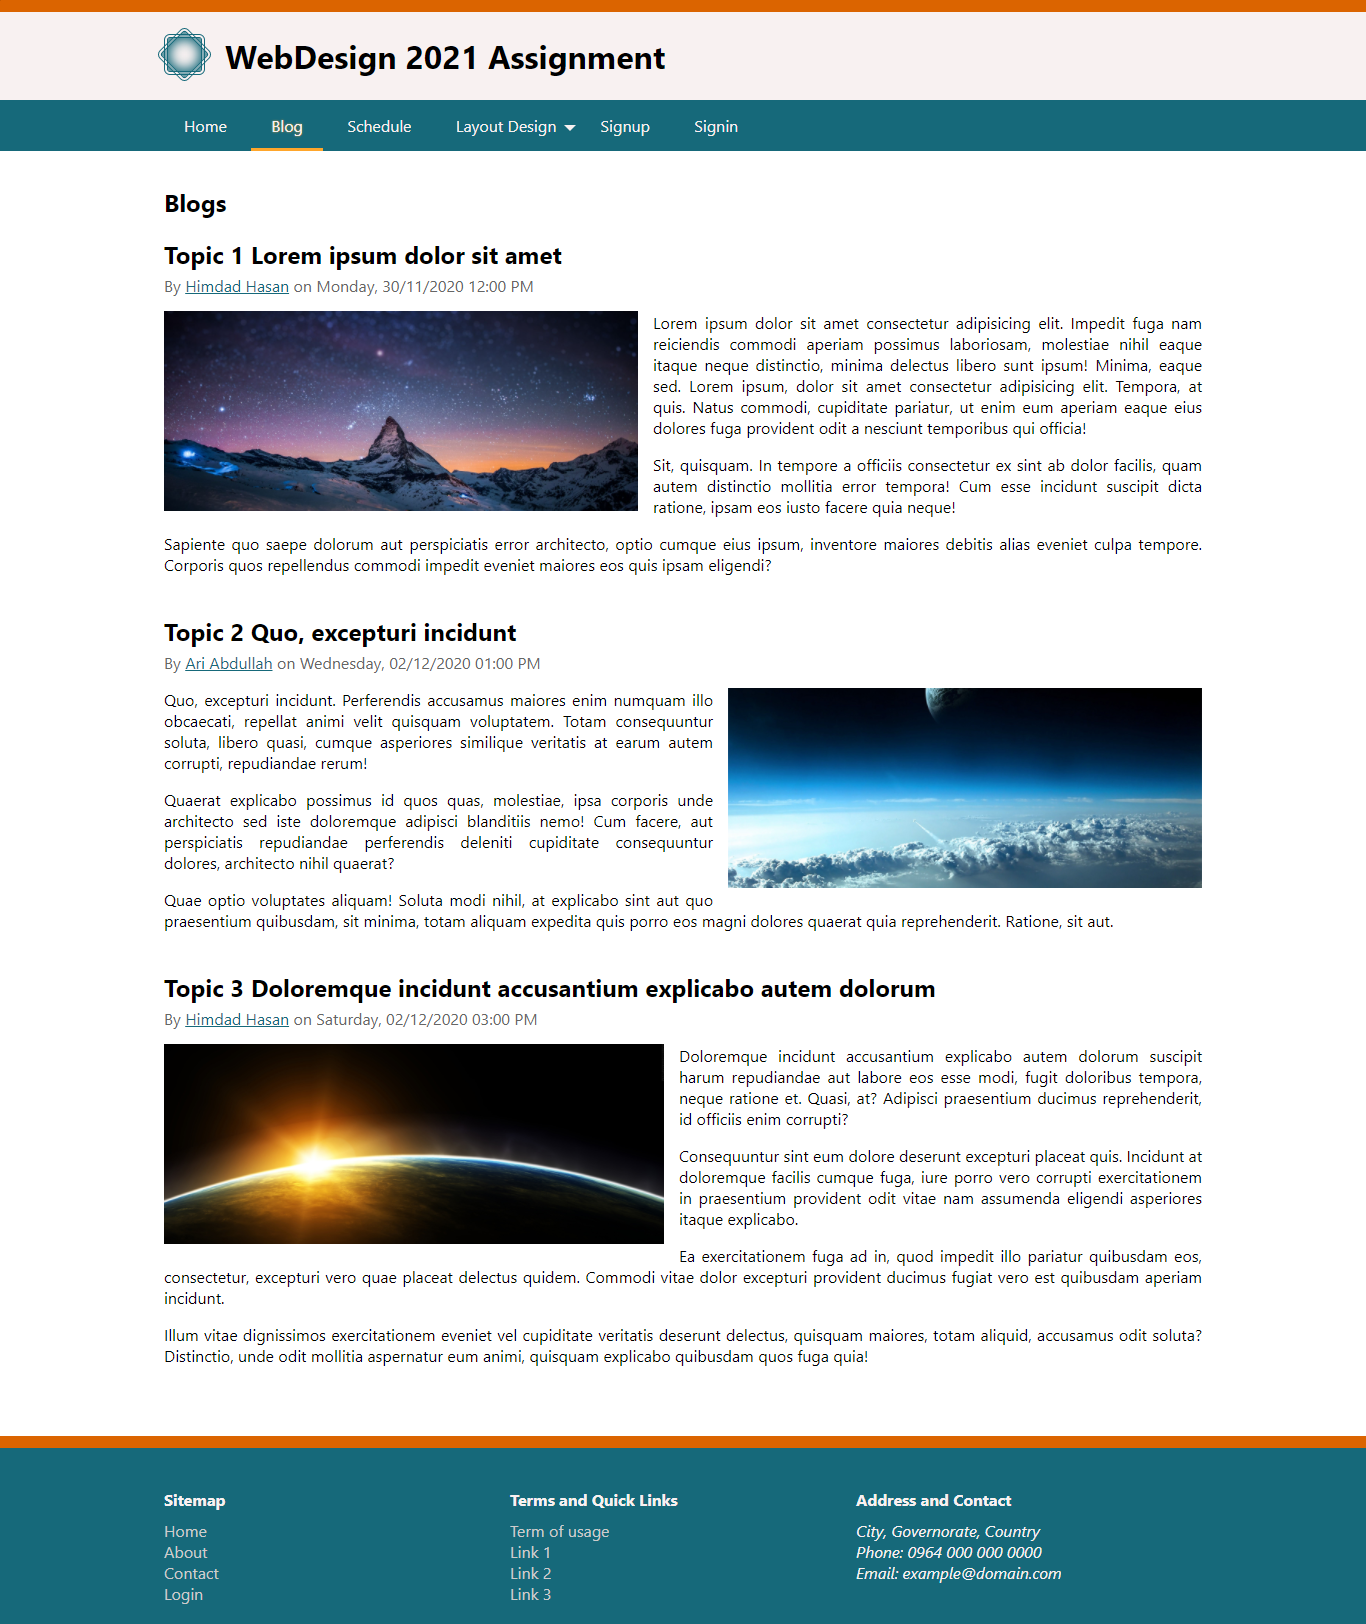 WebDesign 2021 Assignment
Home Blog Schedule Layout Design Signup Signin
Blogs
Topic 1 Lorem ipsum dolor sit amet
By Himdad Hasan on Monday, 30/11/2020 12:00 PM
Lorem ipsum dolor sit amet consectetur adipisicing elit. Impedit fuga nam
reiciendis commodi aperiam possimus laboriosam, molestiae nihil eaque
itaque neque distinctio, minima delectus libero sunt ipsum! Minima, eaque
sed. Lorem ipsum, dolor sit amet consectetur adipisicing elit. Tempora, at
quis. Natus commodi, cupiditate pariatur, ut enim eum aperiam eaque eius
dolores fuga provident odit a nesciunt temporibus qui officia!
Sit, quisquam. In tempore a officiis consectetur ex sint ab dolor facilis, quam
autem distinctio mollitia error tempora! Cum esse incidunt suscipit dicta
ratione, ipsam eos iusto facere quia neque!
Sapiente quo saepe dolorum aut perspiciatis error architecto, optio cumque eius ipsum, inventore maiores debitis alias eveniet culpa tempore.
Corporis quos repellendus commodi impedit eveniet maiores eos quis ipsam eligendi?
Topic 2 Quo, excepturi incidunt
By Ari Abdullah on Wednesday, 02/12/2020 01:00 PM
Quo, excepturi incidunt. Perferendis accusamus maiores enim numquam illo
obcaecati, repellat animi velit quisquam voluptatem. Totam consequuntur
soluta, libero quasi, cumque asperiores similique veritatis at earum autem
corrupti, repudiandae rerum!
Quaerat explicabo possimus id quos quas, molestiae, ipsa corporis unde
architecto sed iste doloremque adipisci blanditiis nemo! Cum facere, aut
perspiciatis repudiandae perferendis deleniti cupiditate consequuntur
dolores, architecto nihil quaerat?
Quae optio voluptates aliquam! Soluta modi nihil, at explicabo sint aut quo
praesentium quibusdam, sit minima, totam aliquam expedita quis porro eos magni dolores quaerat quia reprehenderit. Ratione, sit aut.
Topic 3 Doloremque incidunt accusantium explicabo autem dolorum
By Himdad Hasan on Saturday, 02/12/2020 03:00 PM
Doloremque incidunt accusantium explicabo autem dolorum suscipit
harum repudiandae aut labore eos esse modi, fugit doloribus tempora,
neque ratione et. Quasi, at? Adipisci praesentium ducimus reprehenderit,
id officiis enim corrupti?
Consequuntur sint eum dolore deserunt excepturi placeat quis. Incidunt at
doloremque facilis cumque fuga, iure porro vero corrupti exercitationem
in praesentium provident odit vitae nam assumenda eligendi asperiores
itaque explicabo.
Ea exercitationem fuga ad in, quod impedit illo pariatur quibusdam eos,
consectetur, excepturi vero quae placeat delectus quidem. Commodi vitae dolor excepturi provident ducimus fugiat vero est quibusdam aperiam
incidunt.
Illum vitae dignissimos exercitationem eveniet vel cupiditate veritatis deserunt delectus, quisquam maiores, totam aliquid, accusamus odit soluta?
Distinctio, unde odit mollitia aspernatur eum animi, quisquam explicabo quibusdam quos fuga quia!
Sitemap
Home
About
Contact
Login
Terms and Quick Links
Term of usage
Link 1
Link 2
Link 3
Address and Contact
City, Governorate, Country
Phone: 0964 000 000 0000
Email: example@domain.com